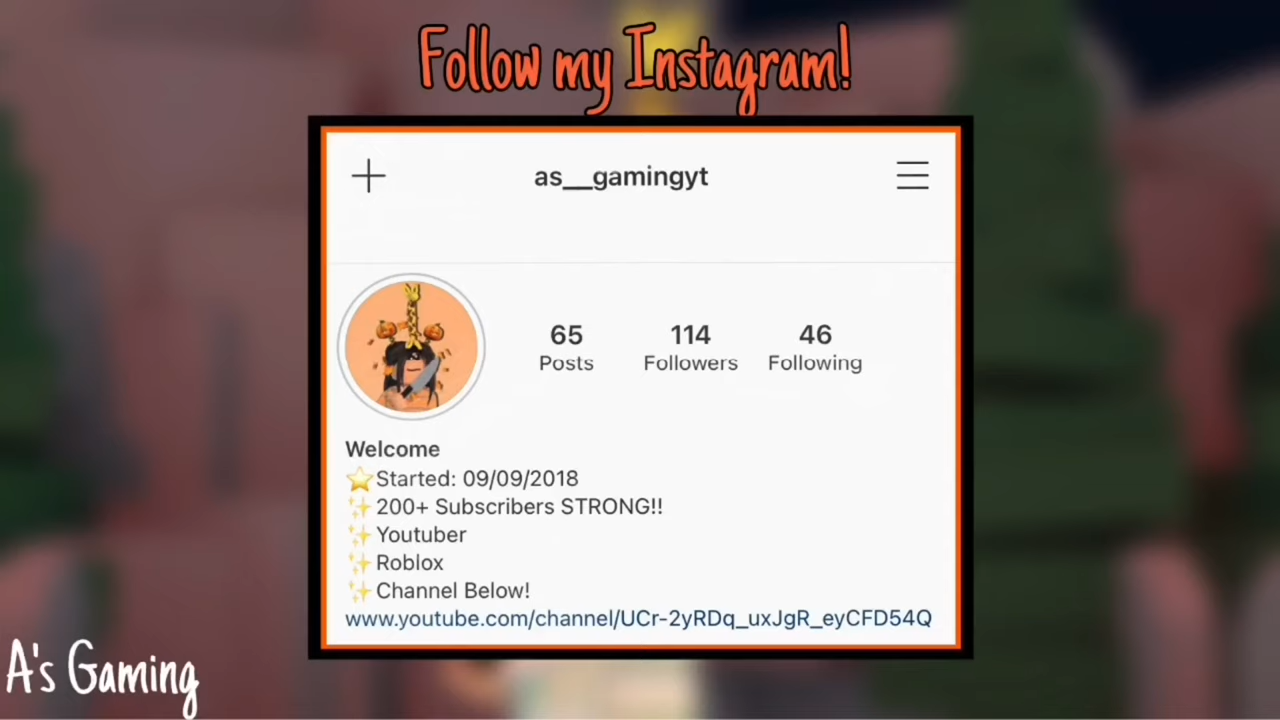 Follow my Instagram!
as__gamingyt
65 114 46
Posts Followers Following
Welcome
⭐Started: 09/09/2018
✨200+ Subscribers STRONG!!
✨Youtuber
✨Roblox
✨Channel Below!
www.youtube.com/channel/UCr-2yRDq_uxJgR_eyCFD54Q
A's Gaming